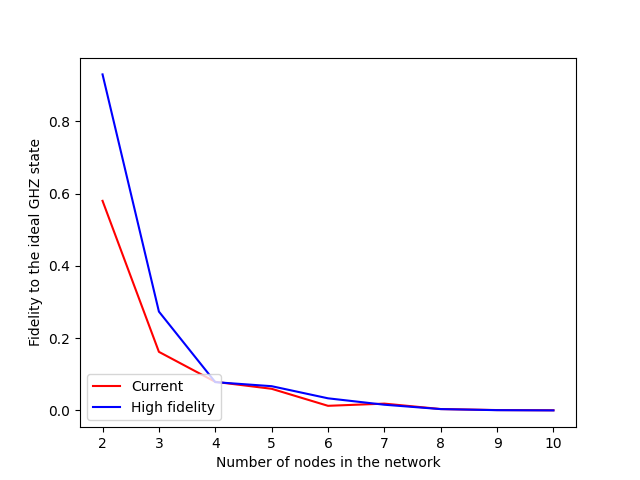 Fidelity to the ideal GHZ state
0.8
0.6
0.4
0.2
0.0
Current
High fidelity
2 3 4 5 6 7 8 9 10
Number of nodes in the network